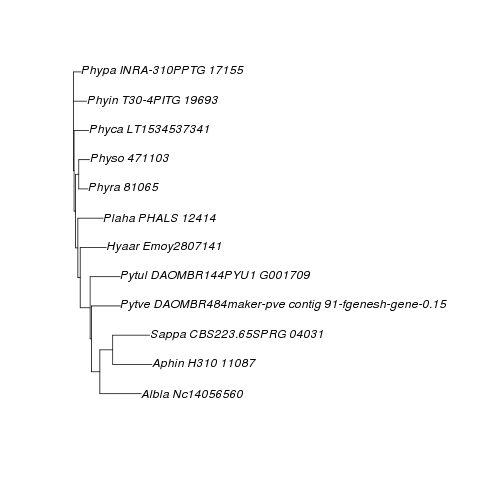 Phypa INRA-310PPTG 17155
Phyin T30-4PITG 19693
Phyca LT1534537341
Physo 471103
Phyra 81065
Plaha PHALS 12414
Hyaar Emoy2807141
Pytul DAOMBR144PYU1 G001709
Pytve DAOMBR484maker-pve contig 91-fgenesh-gene-0.15
Sappa CBS223.65SPRG 04031
Aphin H310 11087
Albla Nc14056560